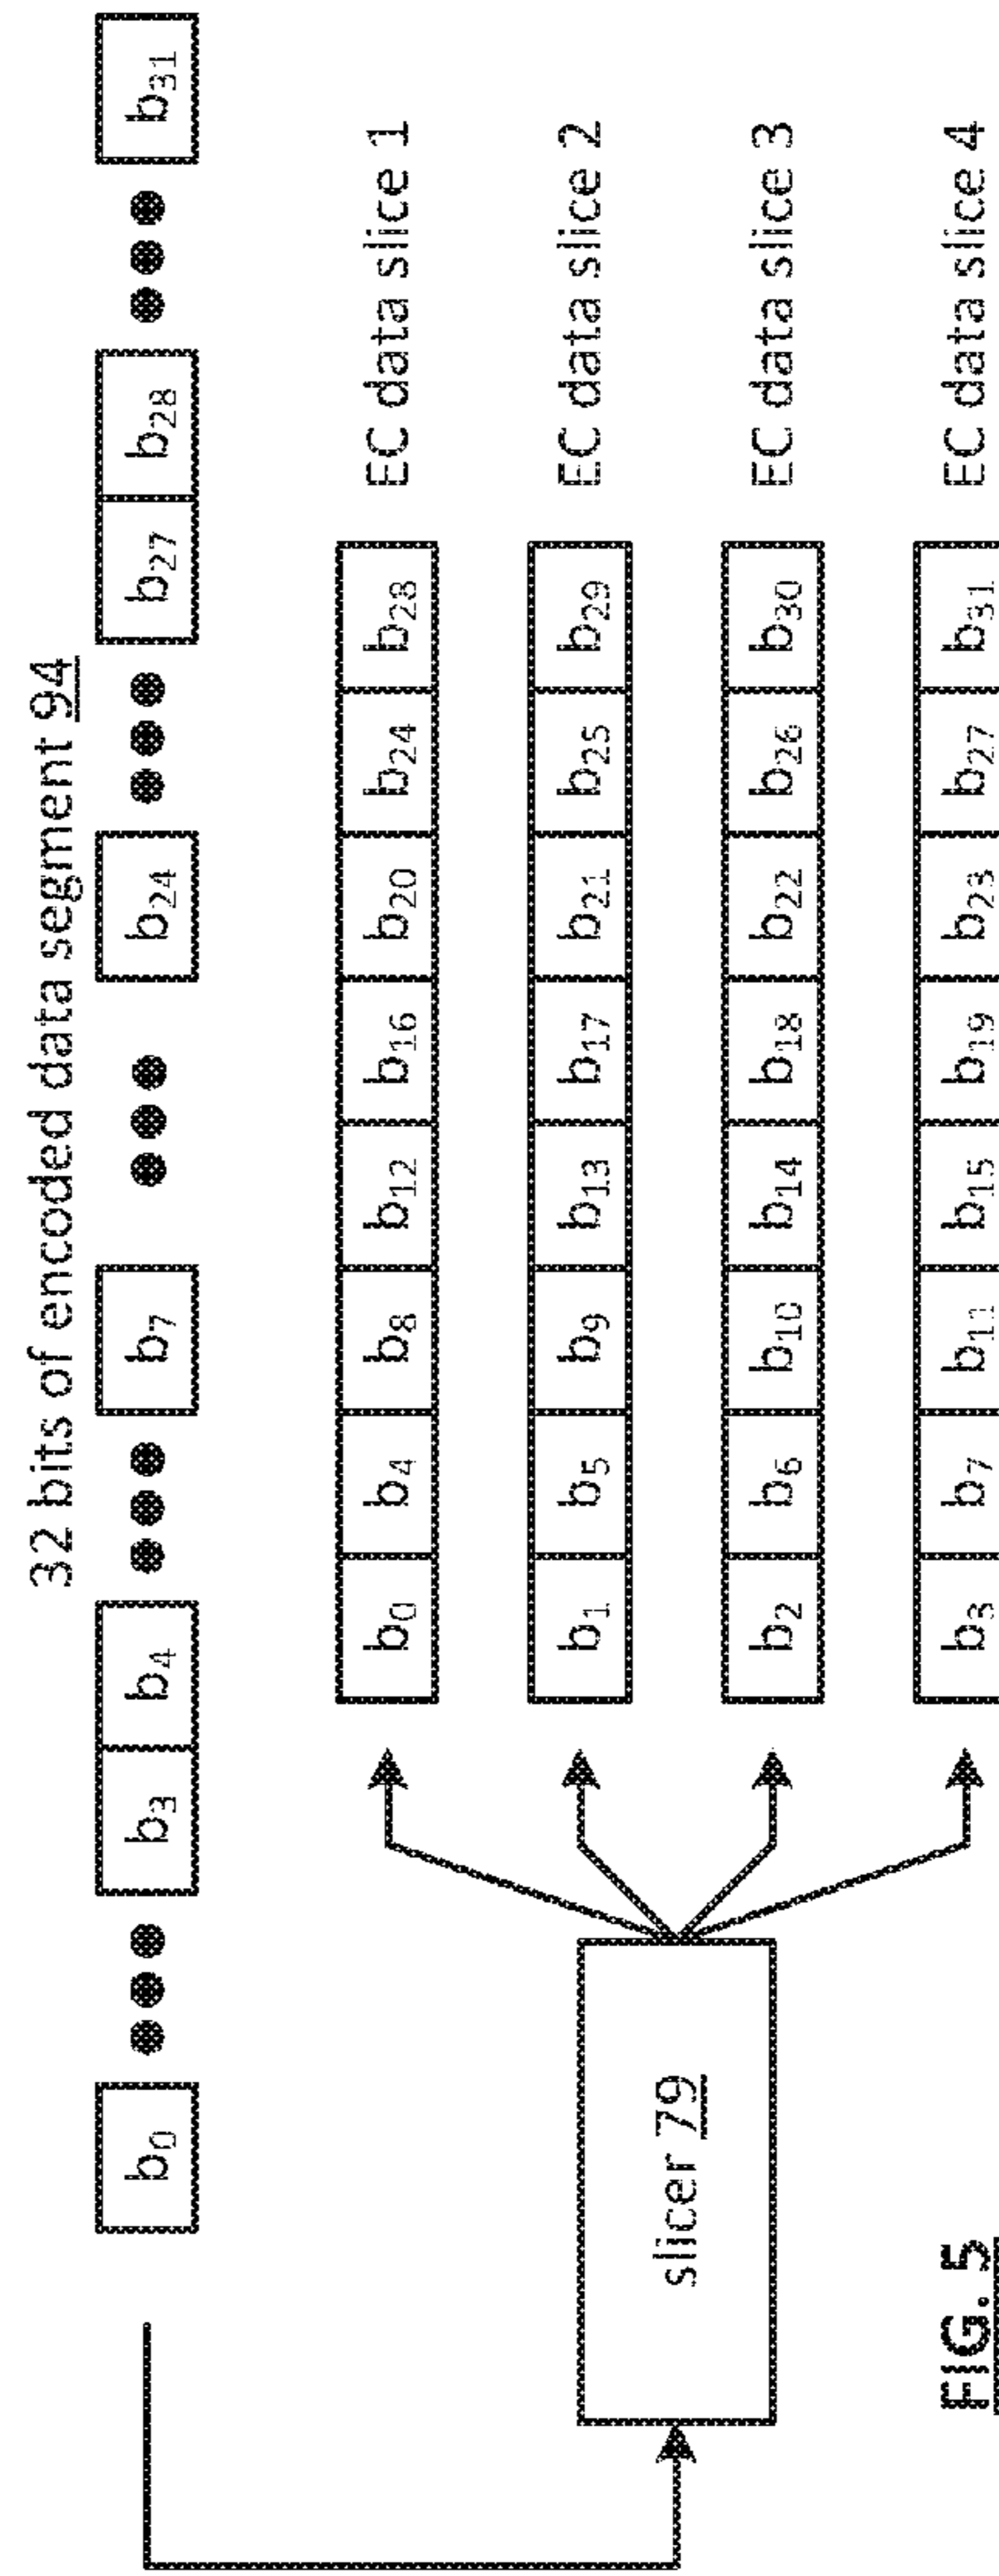 32 bits of encoded data segment 94
b0 ●●● b3 b4 ●●● b7 ●●● b24 ●●● b27 b28 ●●● b31
b0 b4 b8 b12 b16 b20 b24 b28 EC data slice 1
b1 b5 b9 b13 b17 b21 b25 b29 EC data slice 2
slicer 79
b2 b6 b10 b14 b18 b22 b26 b30 EC data slice 3
b3 b7 b11 b15 b19 b23 b27 b31 EC data slice 4
FIG. 5